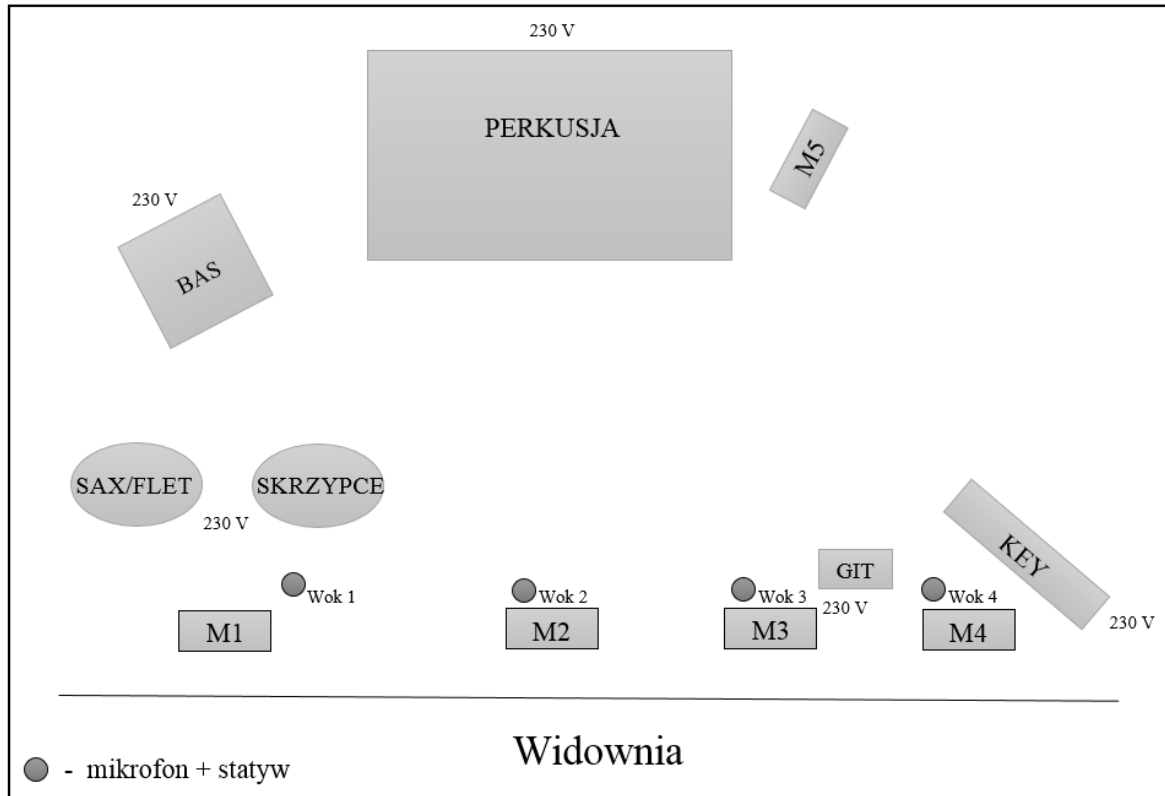 230 V
PERKUSJA
M5
230 V
BAS
SAX/FLET
SKRZYPCE
230 V
KEY
GIT
Wok 1
Wok 2
Wok 3
Wok 4
230 V
230 V
M1
M2
M3
M4
Widownia
- mikrofon + statyw